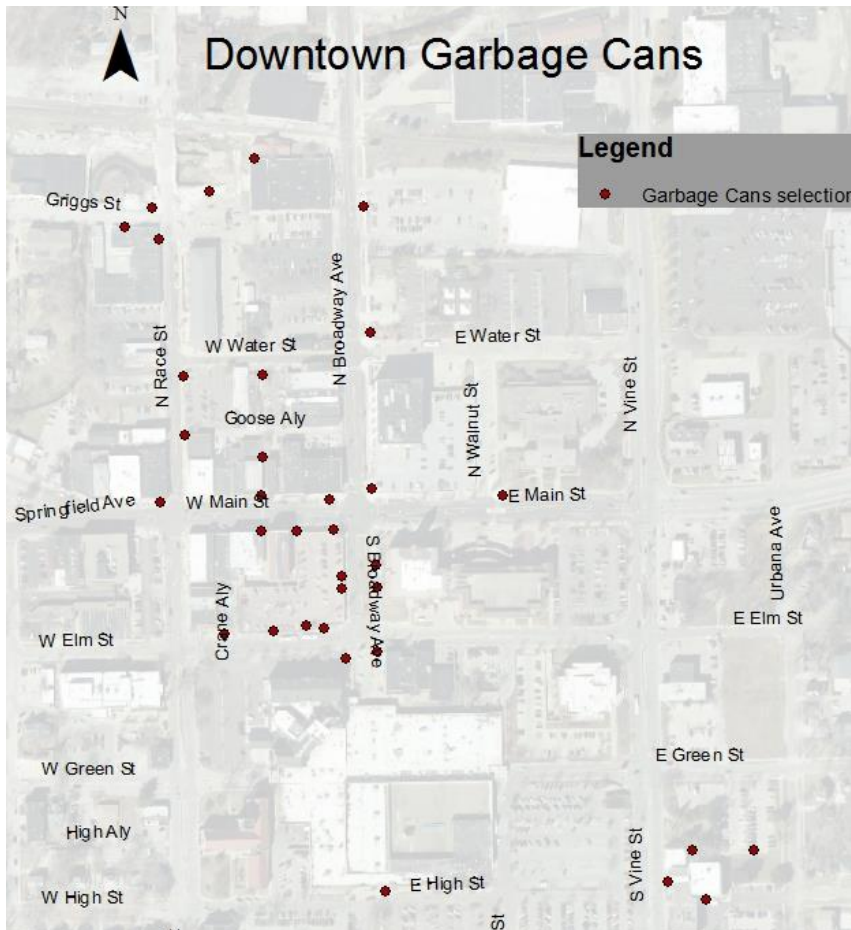 N
Downtown Garbage Cans
Legend
Garbage Cans selection
Griggs St
N Race St
N Broadway Ave
W Water St
E Water St
N Walnut St
N Vine St
Goose Aly
Springfield Ave
W Main St
E Main St
Urbana Ave
S Broadway Ave
Crane Aly
W Elm St
E Elm St
W Green St
E Green St
High Aly
S Vine St
W High St
E High St
St